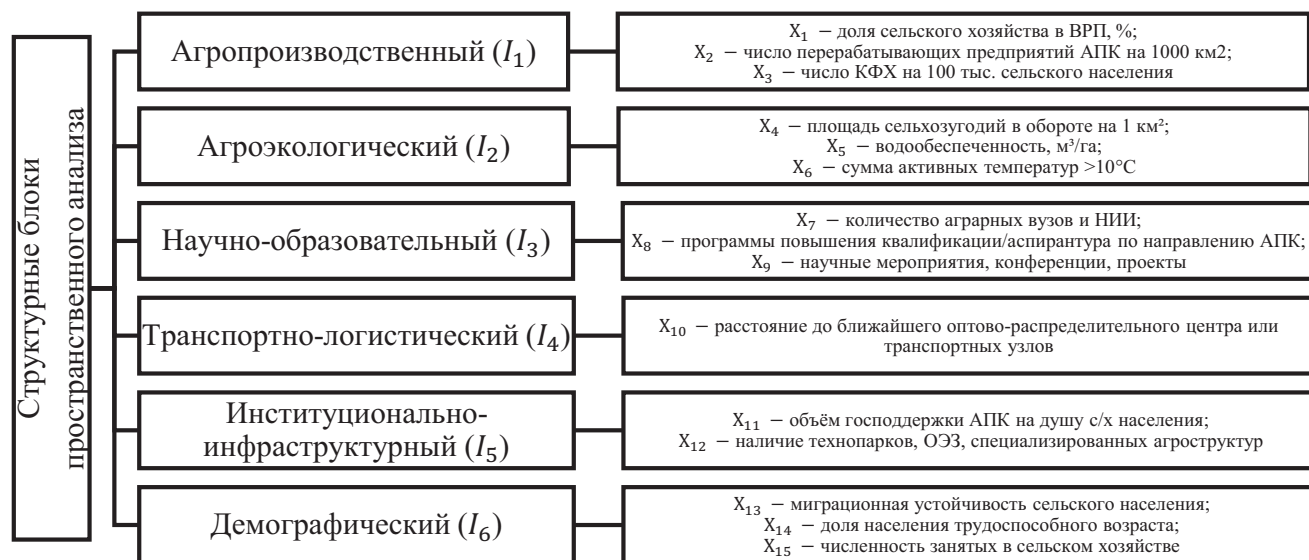 Структурные блоки
пространственного анализа
Агропроизводственный (I₁)
X₁ – доля сельского хозяйства в ВРП, %;
X₂ – число перерабатывающих предприятий АПК на 1000 км2;
X₃ – число КФХ на 100 тыс. сельского населения
Агроэкологический (I₂)
X₄ – площадь сельхозугодий в обороте на 1 км²;
X₅ – водообеспеченность, м³/га;
X₆ – сумма активных температур >10°C
Научно-образовательный (I₃)
X₇ – количество аграрных вузов и НИИ;
X₈ – программы повышения квалификации/аспирантура по направлению АПК;
X₉ – научные мероприятия, конференции, проекты
Транспортно-логистический (I₄)
X₁₀ – расстояние до ближайшего оптово-распределительного центра или
транспортных узлов
Институционально-
инфраструктурный (I₅)
X₁₁ – объём господдержки АПК на душу с/х населения;
X₁₂ – наличие технопарков, ОЭЗ, специализированных агроструктур
Демографический (I₆)
X₁₃ – миграционная устойчивость сельского населения;
X₁₄ – доля населения трудоспособного возраста;
X₁₅ – численность занятых в сельском хозяйстве